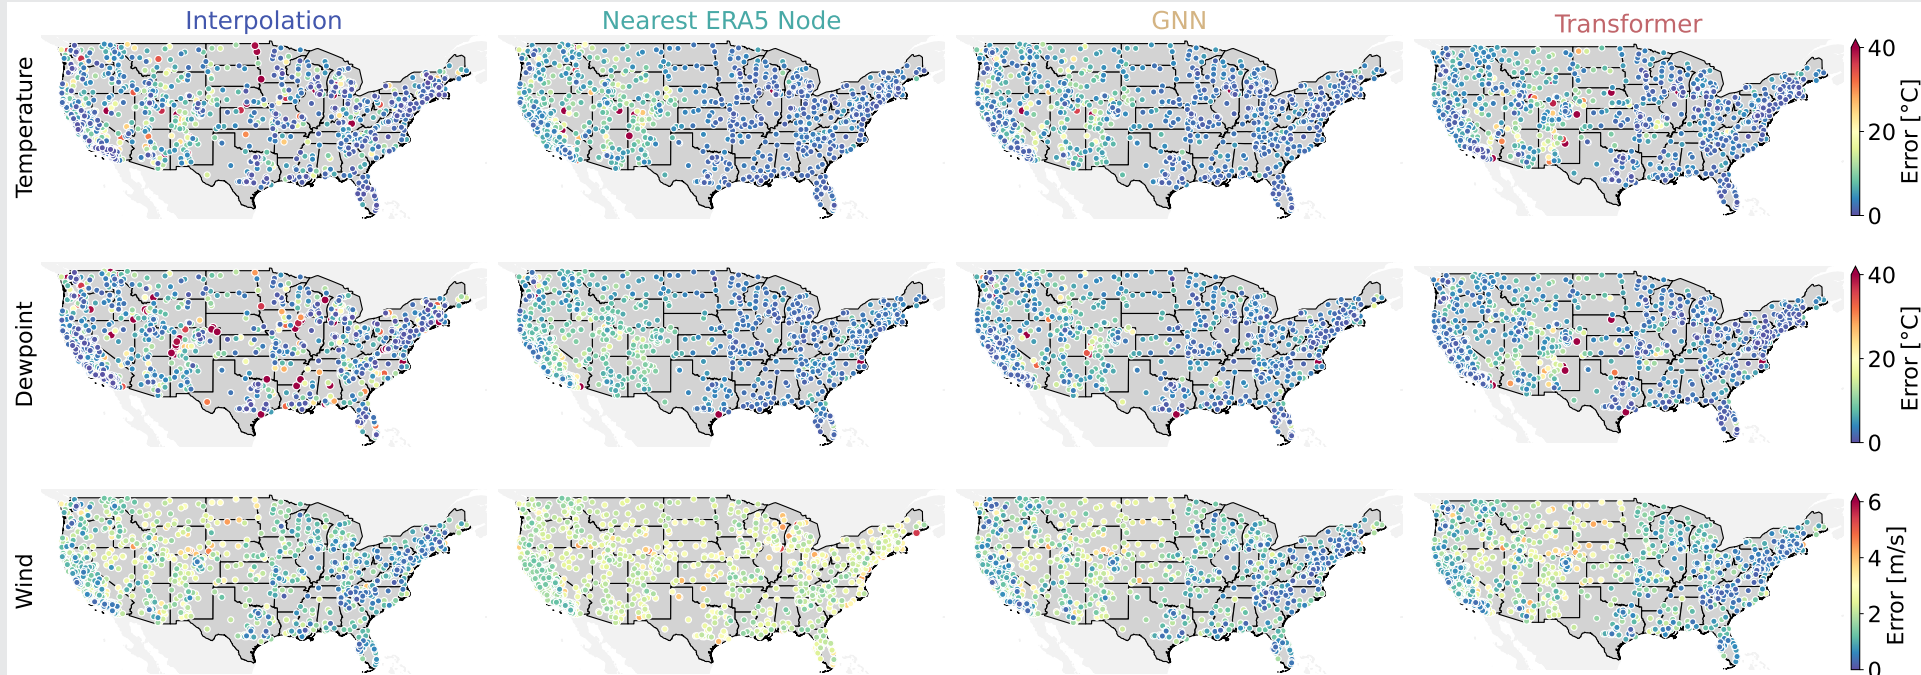 Interpolation Nearest ERA5 Node GNN Transformer
Temperature
40
20
0
Error [°C]
Dewpoint
40
20
0
Error [°C]
Wind
6
4
2
0
Error [m/s]